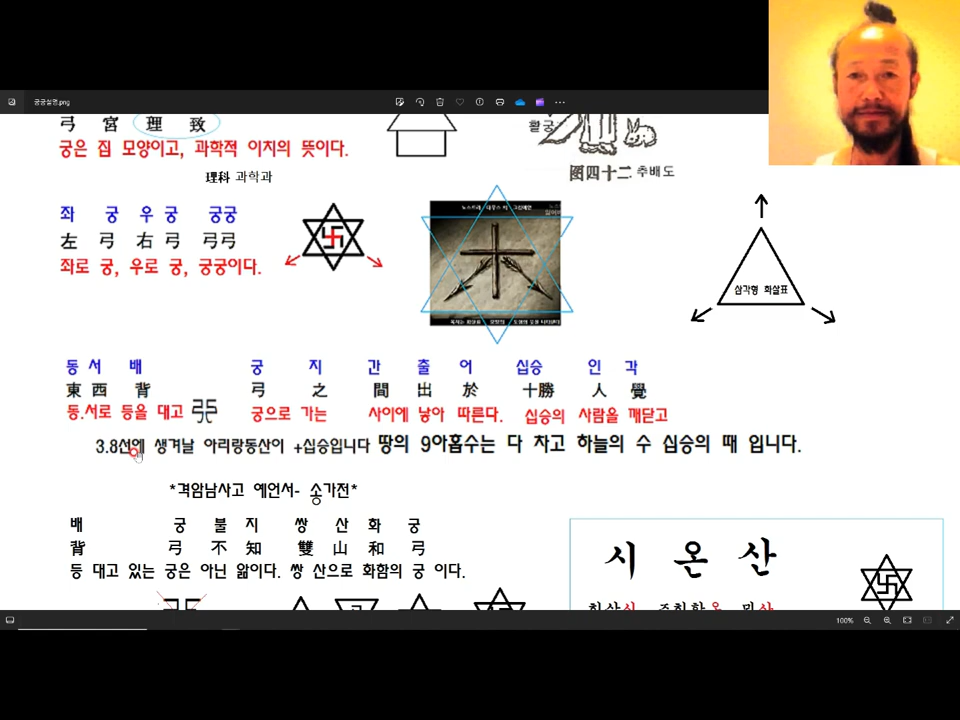 궁궁설명.png
弓 宮 理 致
궁은 집 모양이고, 과학적 이치의 뜻이다.
理科 과학과
활궁
圖四四十二 추배도
좌 궁 우 궁 궁궁
左 弓 右 弓 弓弓
좌로 궁, 우로 궁, 궁궁이다.
삼각형 화살표
동 서 배 궁 지 간 출 어 십승 인 각
東 西 背 弓 之 間 出 於 十勝 人 覺
동.서로 등을 대고 궁으로 가는 사이에 낳아 따른다. 십승의 사람을 깨닫고
3.8선에 생겨날 아리랑동산이 +십승입니다 땅의 9아홉수는 다 차고 하늘의 수 십승의 때 입니다.
*격암남사고 예언서- 송가전*
배 궁 불 지 쌍 산 화 궁
背 弓 不 知 雙 山 和 弓
등 대고 있는 궁은 아닌 앎이다. 쌍 산으로 화함의 궁 이다.
시 온 산
100%